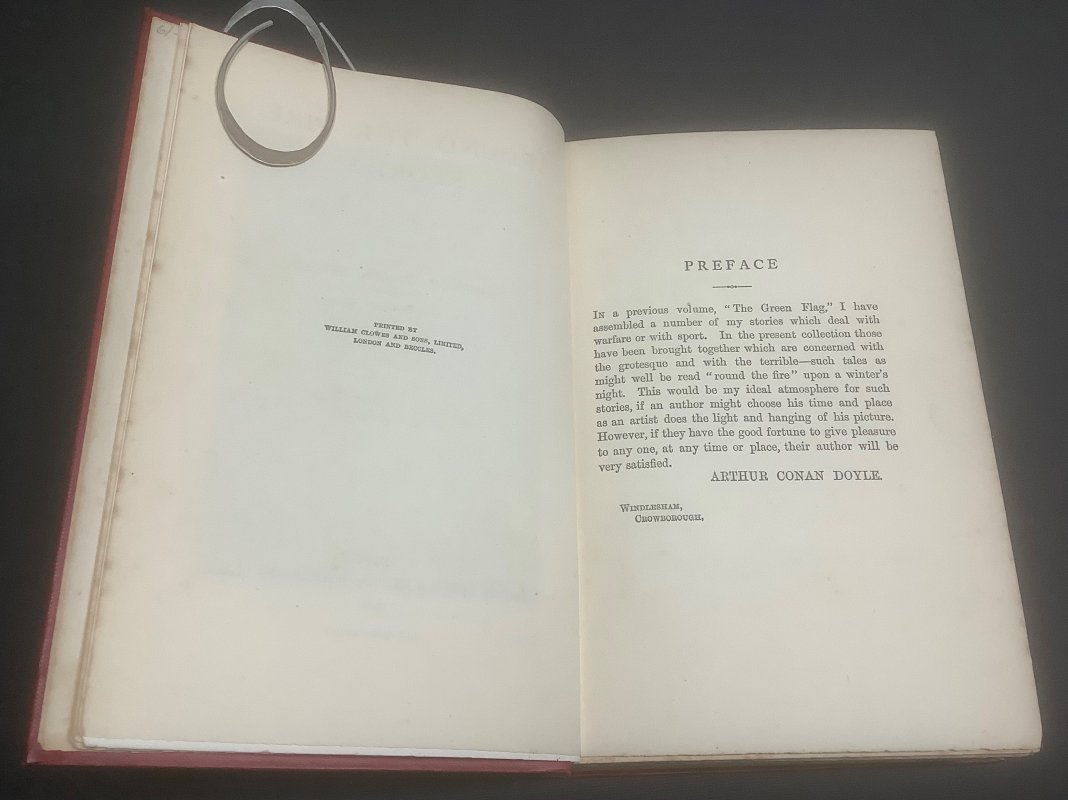 6/-
PRINTED BY
WILLIAM CLOWES AND SONS, LIMITED,
LONDON AND BECCLES.
PREFACE
IN a previous volume, “The Green Flag,” I have
assembled a number of my stories which deal with
warfare or with sport. In the present collection those
have been brought together which are concerned with
the grotesque and with the terrible—such tales as
might well be read “round the fire” upon a winter's
night. This would be my ideal atmosphere for such
stories, if an author might choose his time and place
as an artist does the light and hanging of his picture.
However, if they have the good fortune to give pleasure
to any one, at any time or place, their author will be
very satisfied.
ARTHUR CONAN DOYLE.
WINDLESHAM,
CROWBOROUGH,